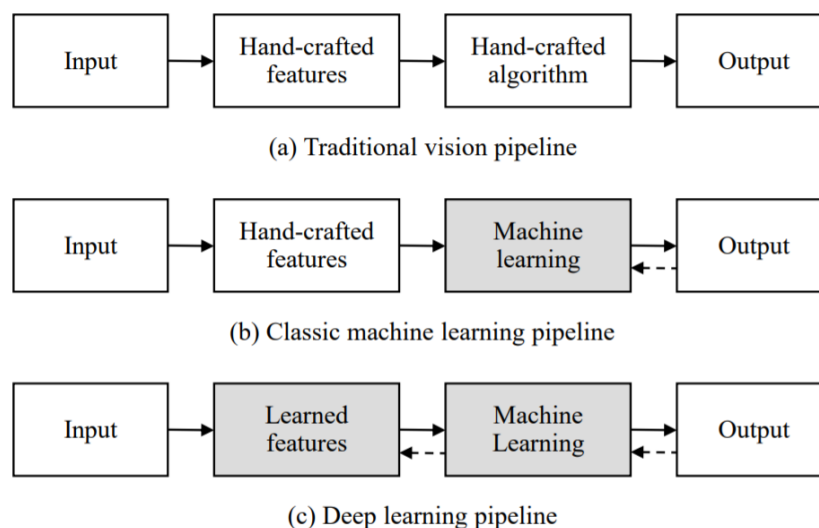 Input
Hand-crafted
features
Hand-crafted
algorithm
Output
(a) Traditional vision pipeline
Input
Hand-crafted
features
Machine
learning
Output
(b) Classic machine learning pipeline
Input
Learned
features
Machine
Learning
Output
(c) Deep learning pipeline